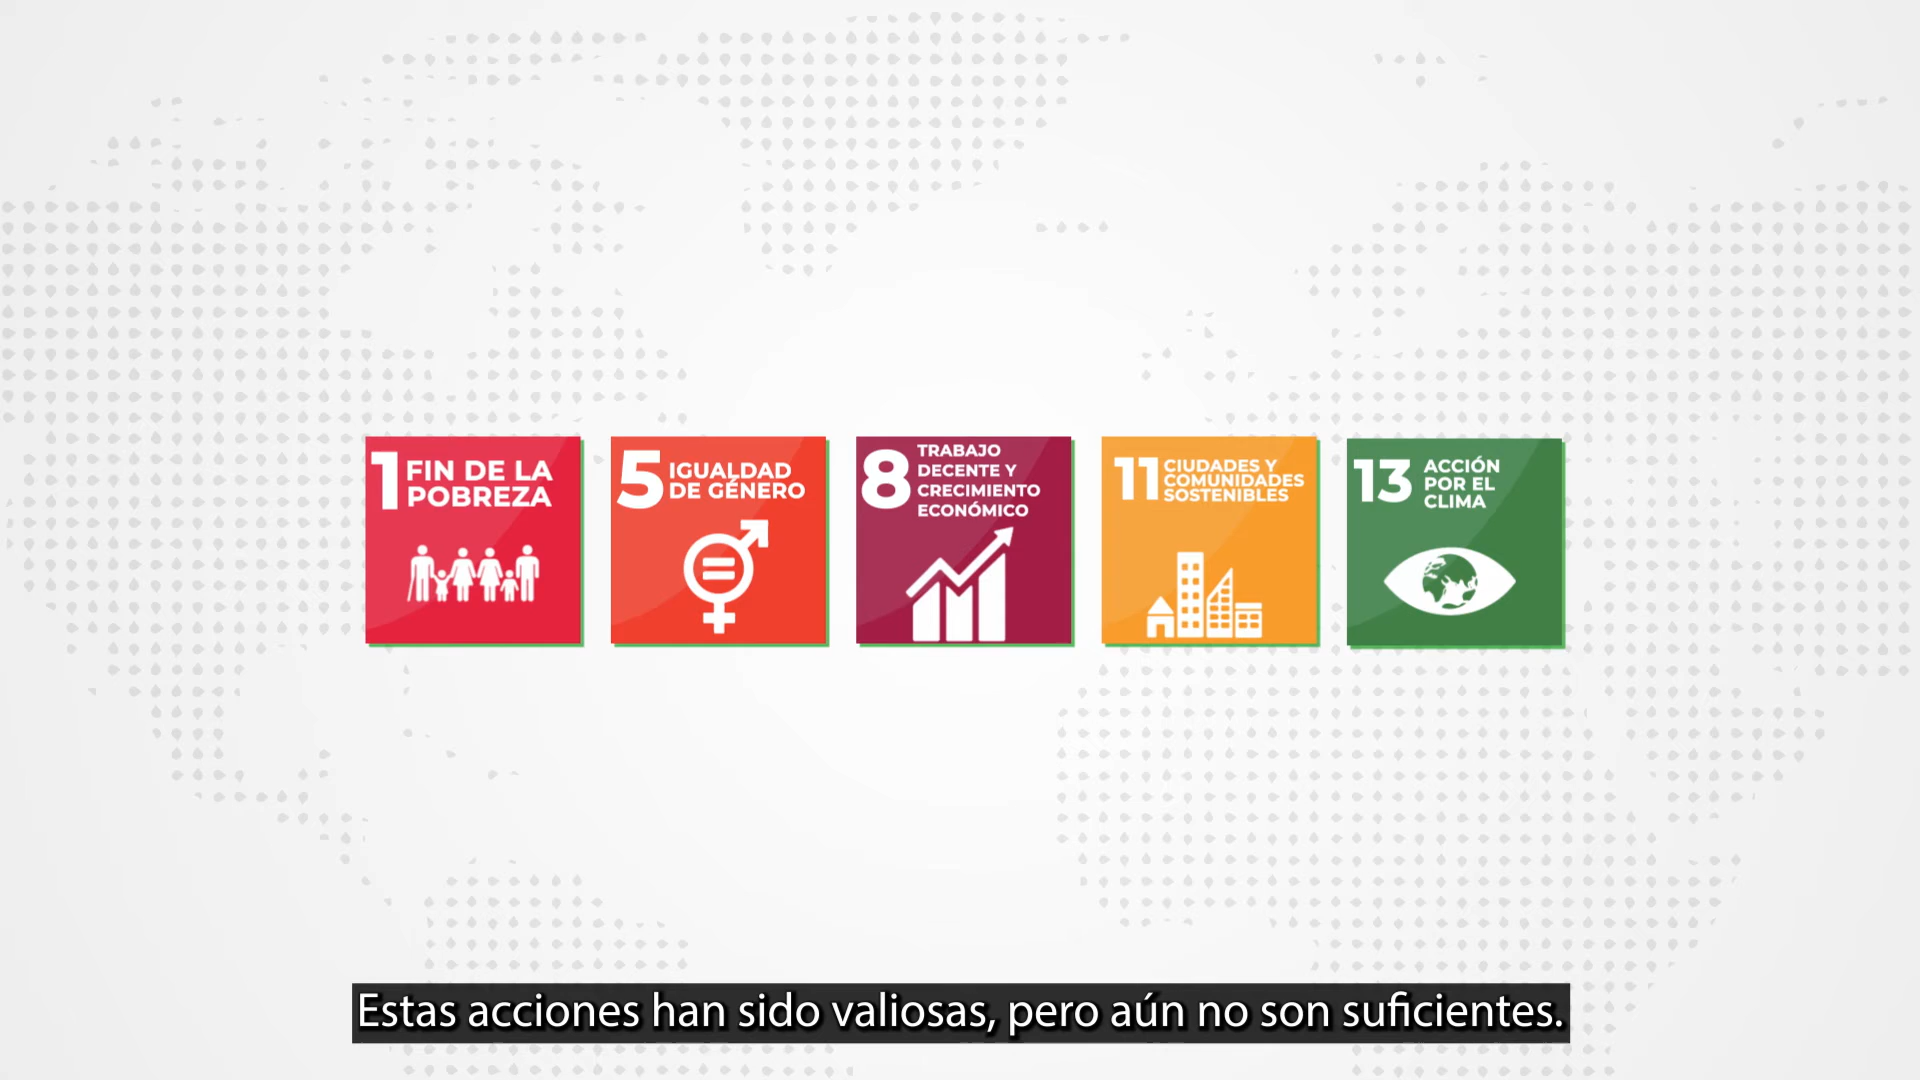 1 FIN DE LA
POBREZA
5 IGUALDAD
DE GÉNERO
8 TRABAJO
DECENTE Y
CRECIMIENTO
ECONÓMICO
11 CIUDADES Y
COMUNIDADES
SOSTENIBLES
13 ACCIÓN
POR EL
CLIMA
Estas acciones han sido valiosas, pero aún no son suficientes.